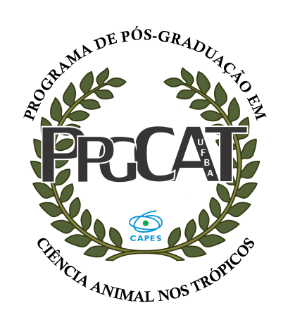 PROGRAMA DE PÓS-GRADUAÇÃO EM
PPGCAT
UFBA
CAPES
CIÊNCIA ANIMAL NOS TRÓPICOS